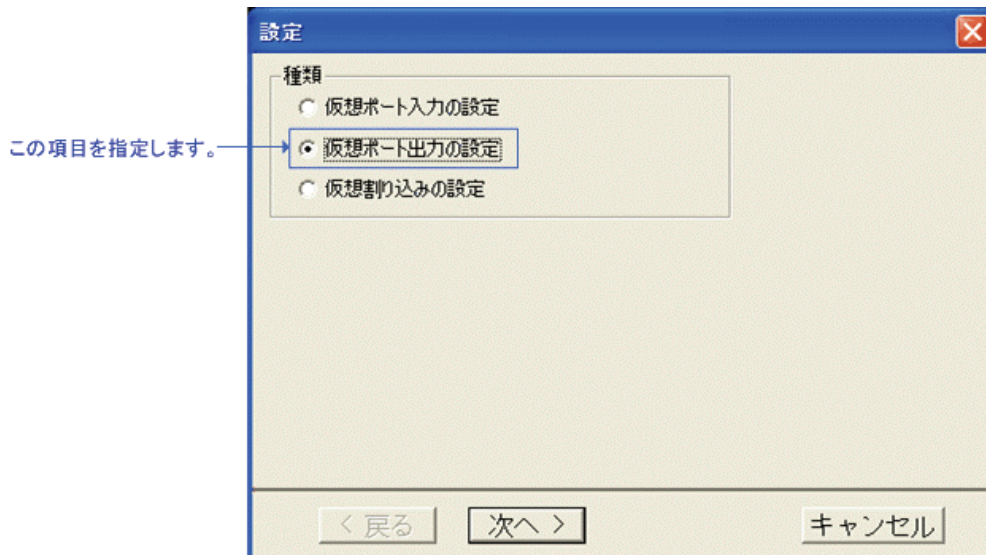 設定
種類
仮想ポート入力の設定
この項目を指定します。
仮想ポート出力の設定
仮想割り込みの設定
< 戻る
次へ >
キャンセル